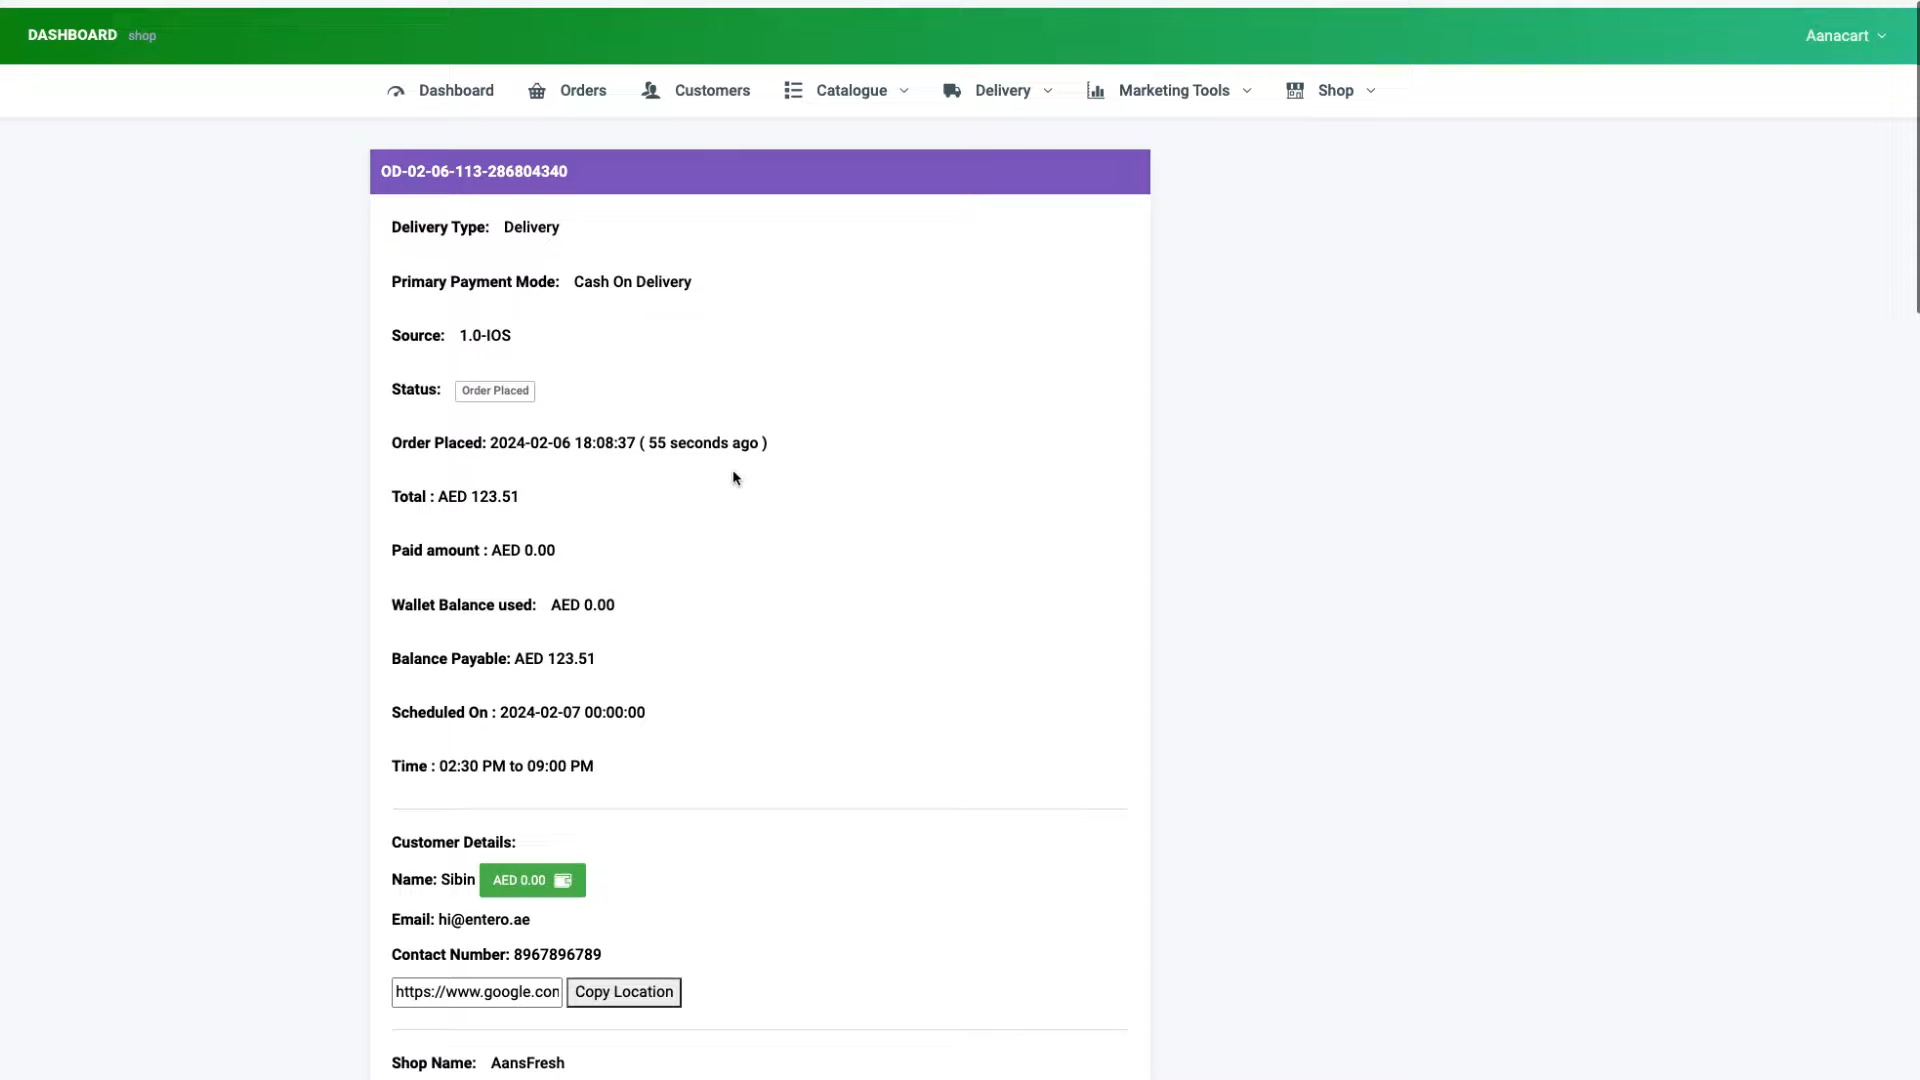 DASHBOARD shop
Aanacart
Dashboard Orders Customers Catalogue Delivery Marketing Tools Shop
OD-02-06-113-286804340
Delivery Type: Delivery
Primary Payment Mode: Cash On Delivery
Source: 1.0-IOS
Status: Order Placed
Order Placed: 2024-02-06 18:08:37 ( 55 seconds ago )
Total : AED 123.51
Paid amount : AED 0.00
Wallet Balance used: AED 0.00
Balance Payable: AED 123.51
Scheduled On : 2024-02-07 00:00:00
Time : 02:30 PM to 09:00 PM
Customer Details:
Name: Sibin AED 0.00
Email: hi@entero.ae
Contact Number: 8967896789
https://www.google.con Copy Location
Shop Name: AansFresh